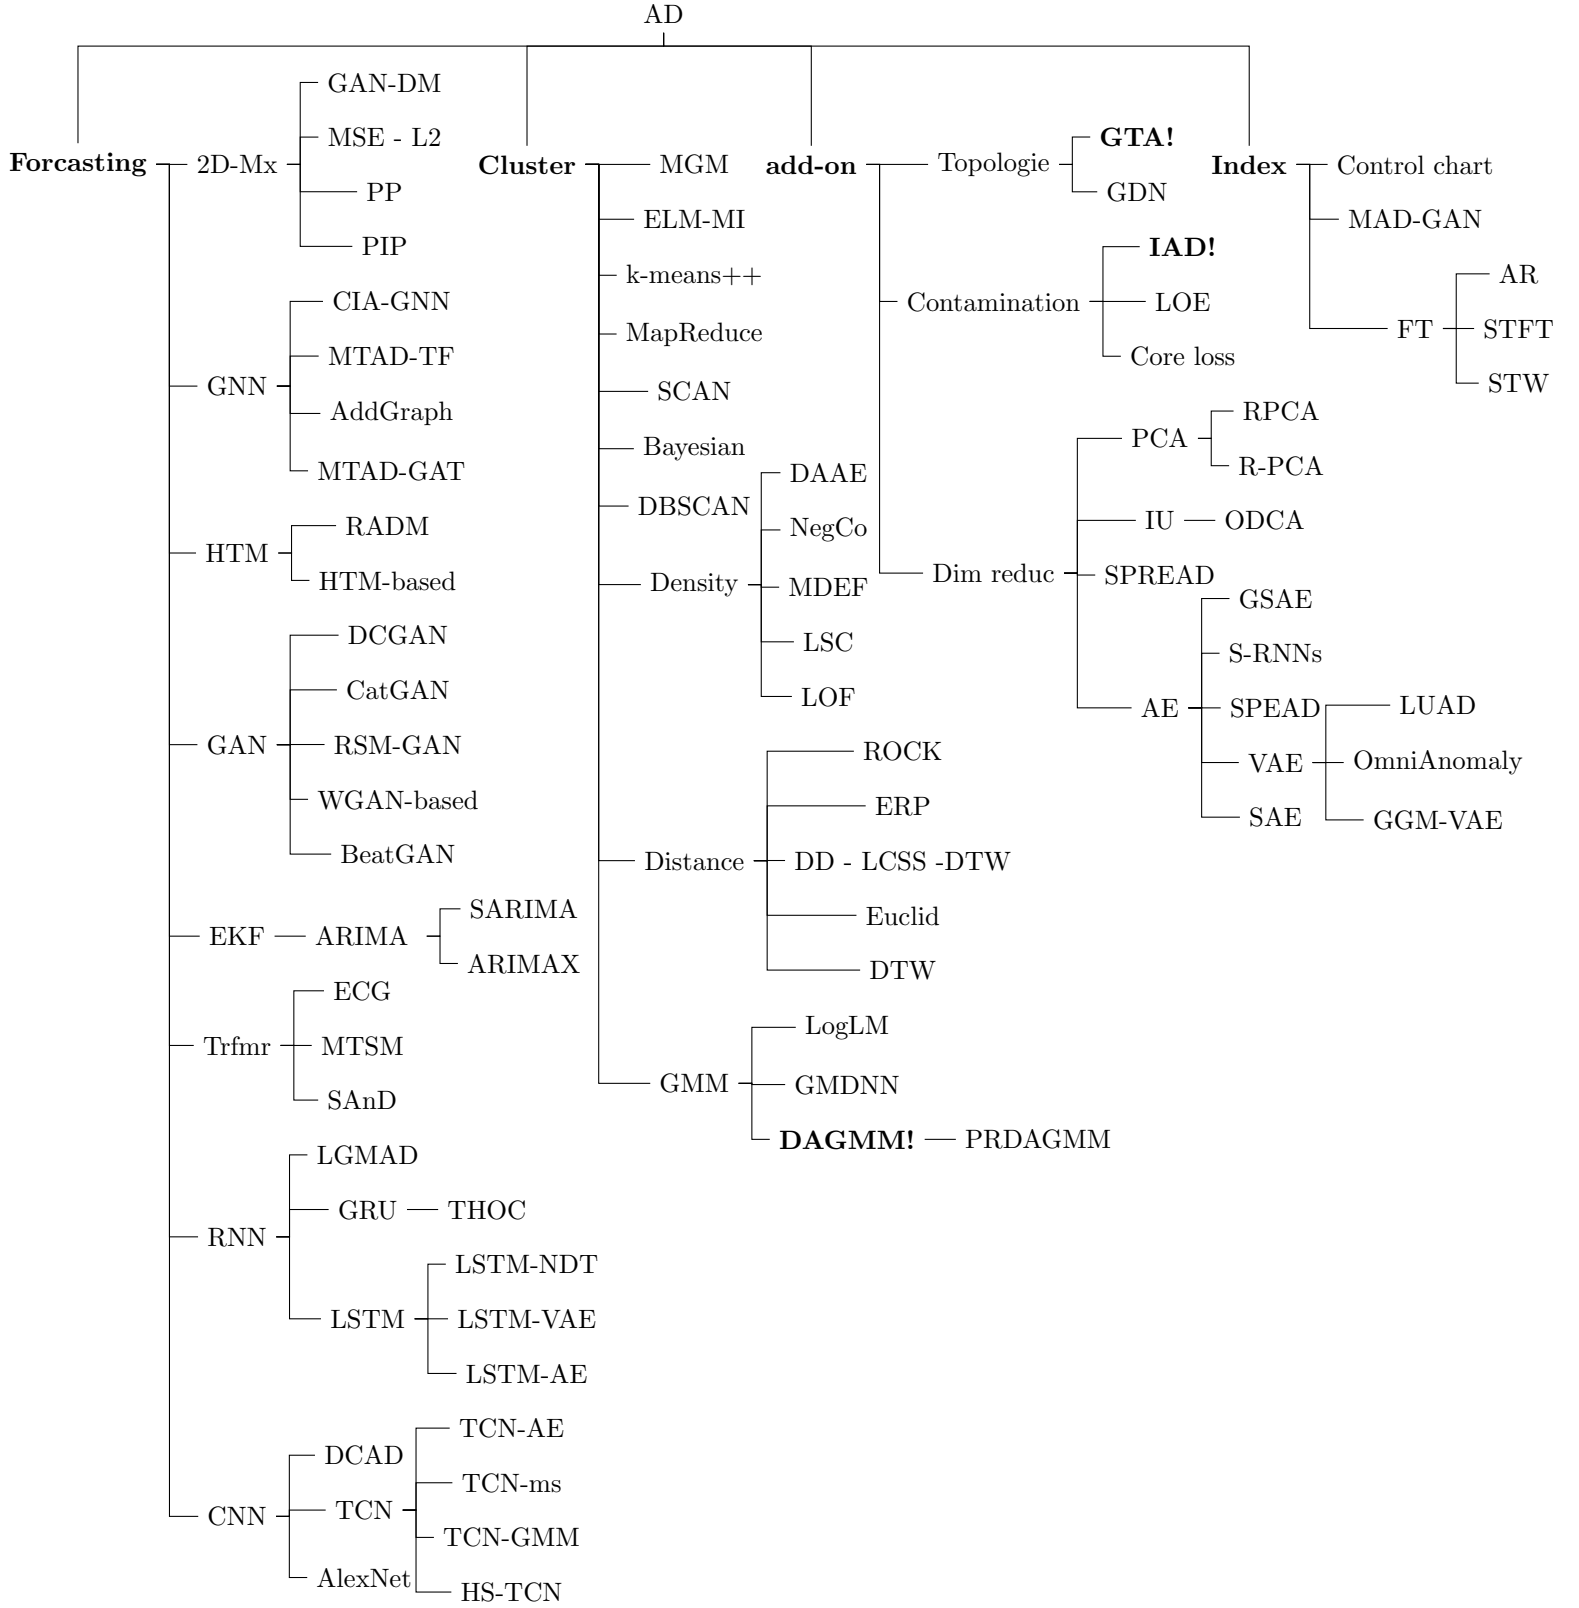 AD
Forcasting
2D-Mx
GAN-DM
MSE - L2
PP
PIP
GNN
CIA-GNN
MTAD-TF
AddGraph
MTAD-GAT
HTM
RADM
HTM-based
GAN
DCGAN
CatGAN
RSM-GAN
WGAN-based
BeatGAN
EKF
ARIMA
SARIMA
ARIMAX
Trfmr
ECG
MTSM
SAnD
RNN
LGMAD
GRU
THOC
LSTM
LSTM-NDT
LSTM-VAE
LSTM-AE
CNN
DCAD
TCN
TCN-AE
TCN-ms
TCN-GMM
HS-TCN
AlexNet
Cluster
MGM
ELM-MI
k-means++
MapReduce
SCAN
Bayesian
DBSCAN
Density
DAAE
NegCo
MDEF
LSC
LOF
Distance
ROCK
ERP
DD - LCSS -DTW
Euclid
DTW
GMM
LogLM
GMDNN
DAGMM!
PRDAGMM
add-on
Topologie
GTA!
GDN
Contamination
IAD!
LOE
Core loss
Dim reduc
PCA
RPCA
R-PCA
IU
ODCA
SPREAD
AE
GSAE
S-RNNs
SPEAD
VAE
LUAD
OmniAnomaly
GGM-VAE
SAE
Index
Control chart
MAD-GAN
FT
AR
STFT
STW